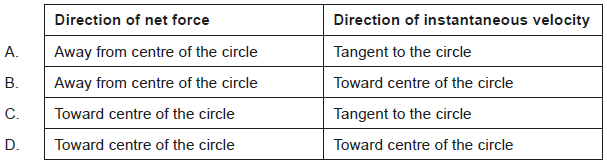 Direction of net force Direction of instantaneous velocity
A. Away from centre of the circle Tangent to the circle
B. Away from centre of the circle Toward centre of the circle
C. Toward centre of the circle Tangent to the circle
D. Toward centre of the circle Toward centre of the circle